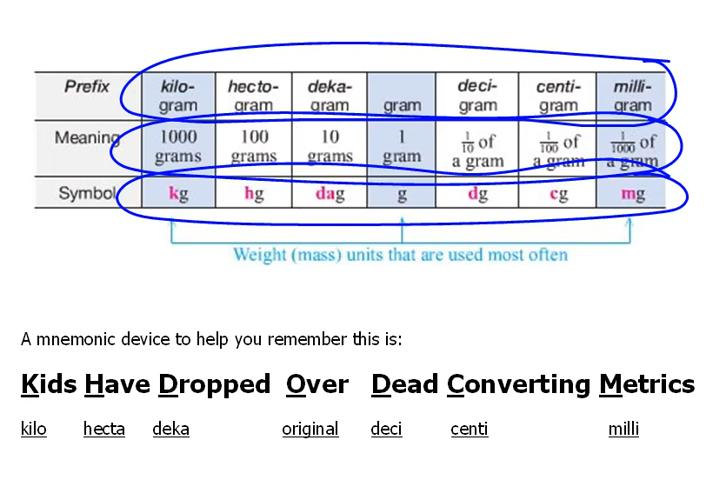 Prefix kilo- hecto- deka- deci- centi- milli-
gram gram gram gram gram gram gram
Meaning 1000 100 10 1 1/10 of 1/100 of 1/1000 of
grams grams grams gram a gram a gram a gram
Symbol kg hg dag g dg cg mg
Weight (mass) units that are used most often
A mnemonic device to help you remember this is:
Kids Have Dropped Over Dead Converting Metrics
kilo hecta deka original deci centi milli